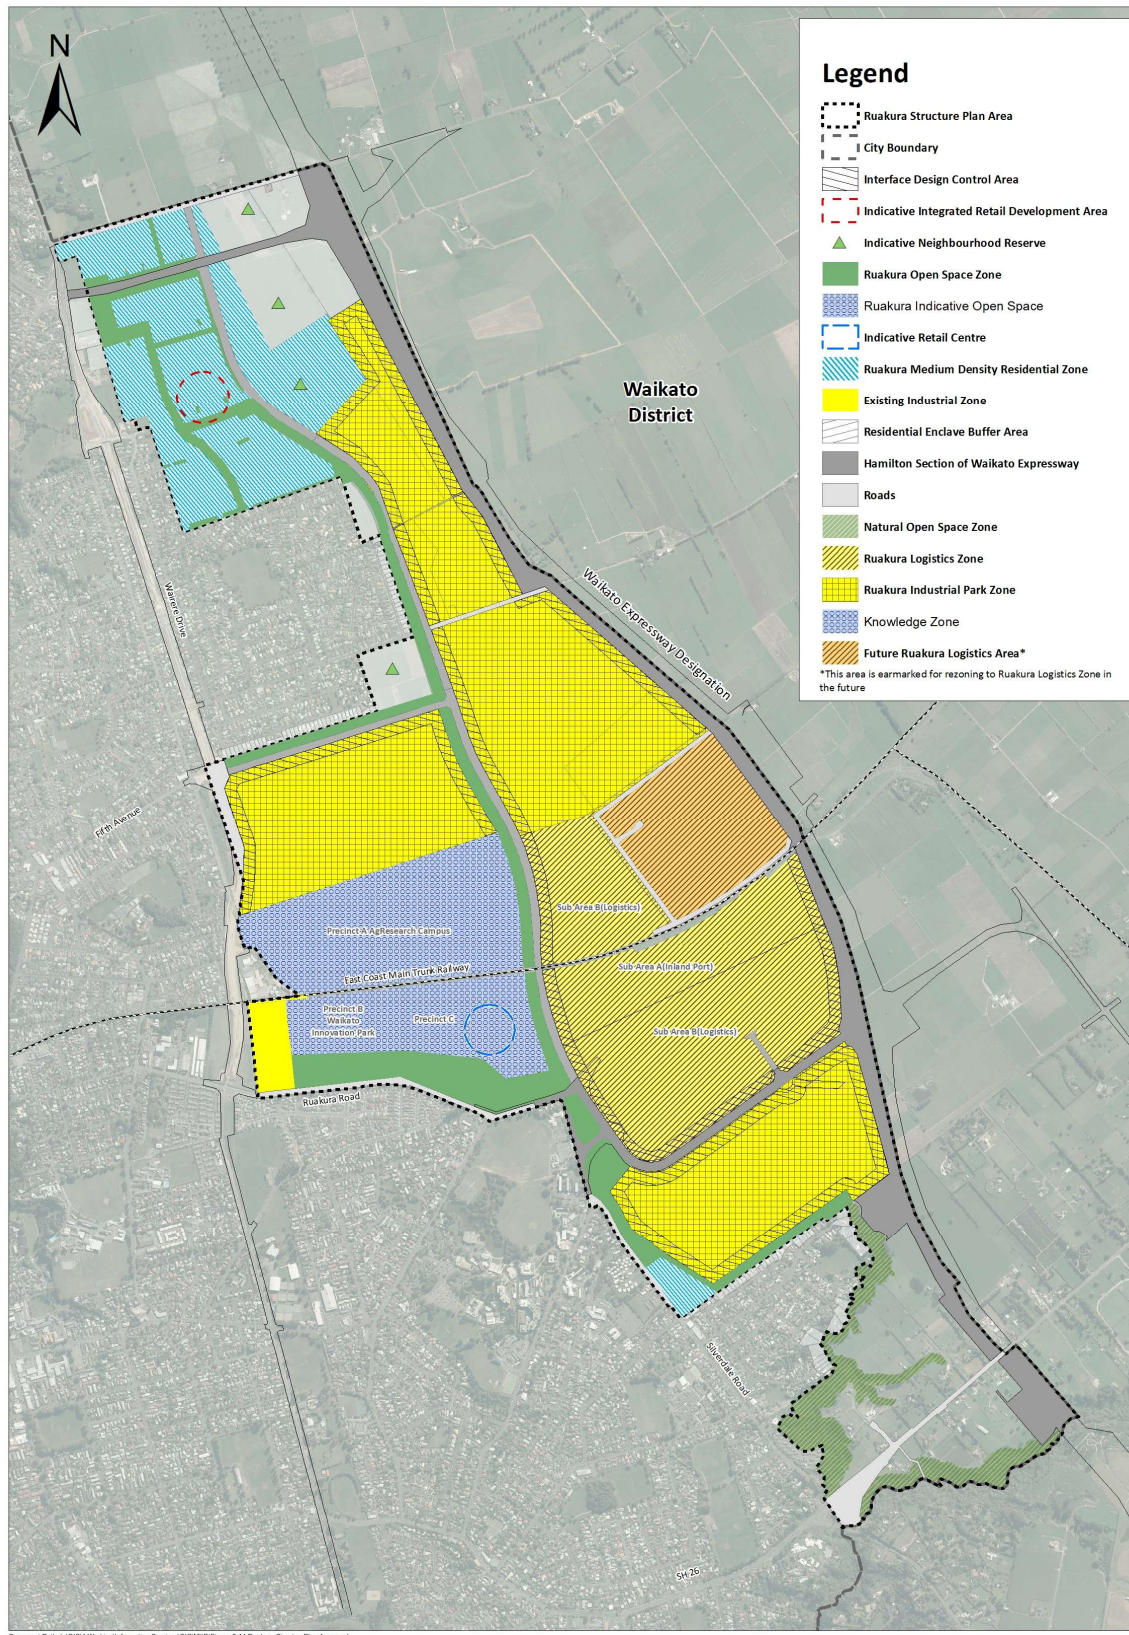 N
Legend
Ruakura Structure Plan Area
City Boundary
Interface Design Control Area
Indicative Integrated Retail Development Area
Indicative Neighbourhood Reserve
Ruakura Open Space Zone
Ruakura Indicative Open Space
Indicative Retail Centre
Ruakura Medium Density Residential Zone
Existing Industrial Zone
Residential Enclave Buffer Area
Hamilton Section of Waikato Expressway
Roads
Natural Open Space Zone
Ruakura Logistics Zone
Ruakura Industrial Park Zone
Knowledge Zone
Future Ruakura Logistics Area*
*This area is earmarked for rezoning to Ruakura Logistics Zone in
the future
Waikato
District
Wairere Drive
Waikato Expressway Designation
Fifth Avenue
Sub Area B(Logistics)
Precinct A AgResearch Campus
East Coast Main Trunk Railway
Sub Area A(Inland Port)
Precinct B
Waikato
Innovation Park
Precinct C
Sub Area B(Logistics)
Ruakura Road
Silverdale Road
SH 26